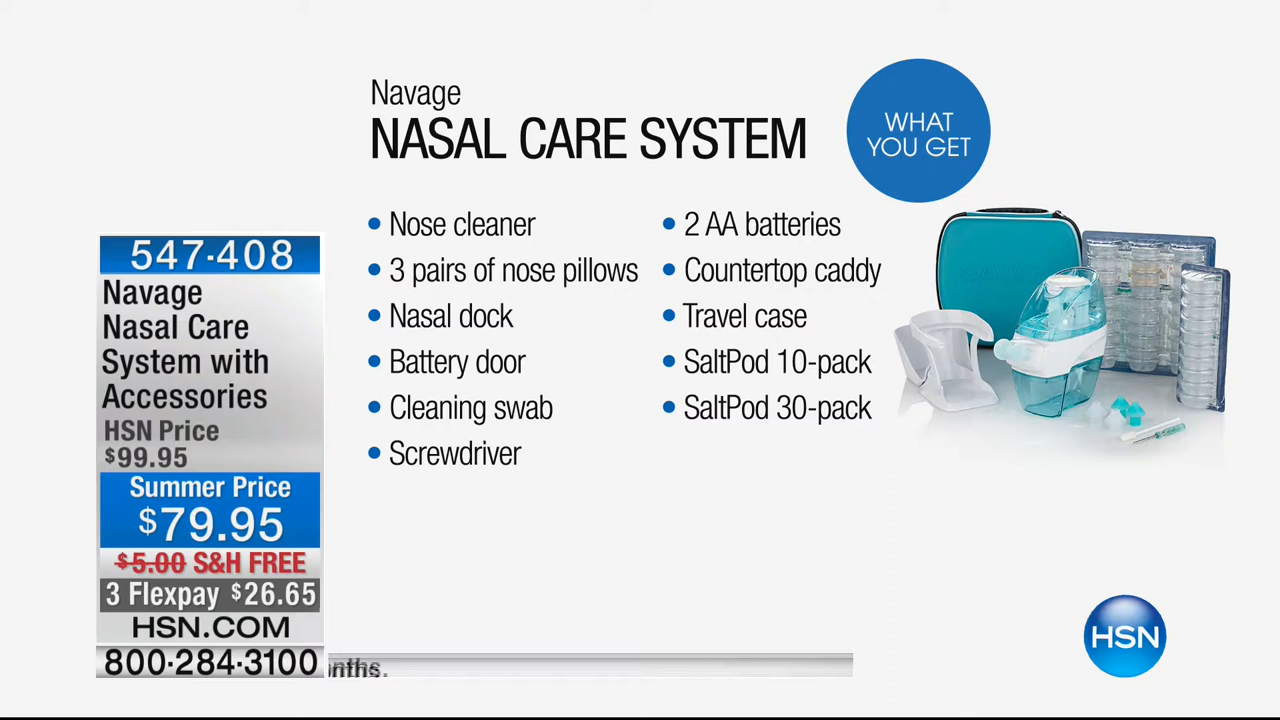 Navage
NASAL CARE SYSTEM
WHAT
YOU GET
• Nose cleaner
• 3 pairs of nose pillows
• Nasal dock
• Battery door
• Cleaning swab
• Screwdriver
• 2 AA batteries
• Countertop caddy
• Travel case
• SaltPod 10-pack
• SaltPod 30-pack
547·408
Navage
Nasal Care
System with
Accessories
HSN Price
$99.95
Summer Price
$79.95
$5.00 S&H FREE
3 Flexpay $26.65
HSN.COM
800·284·3100
HSN